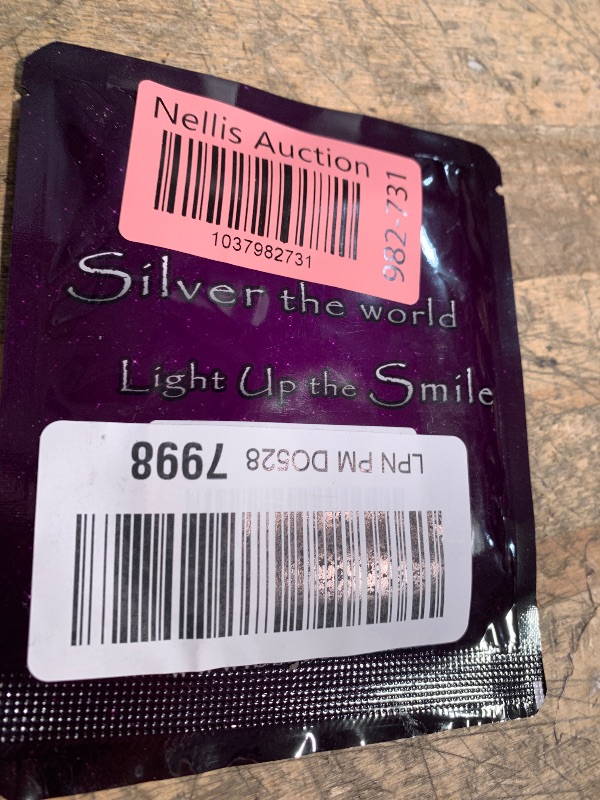 Nellis Auction
1037982731
982-731
Silver the world
Light Up the Smile
LPN PM DO528 7998